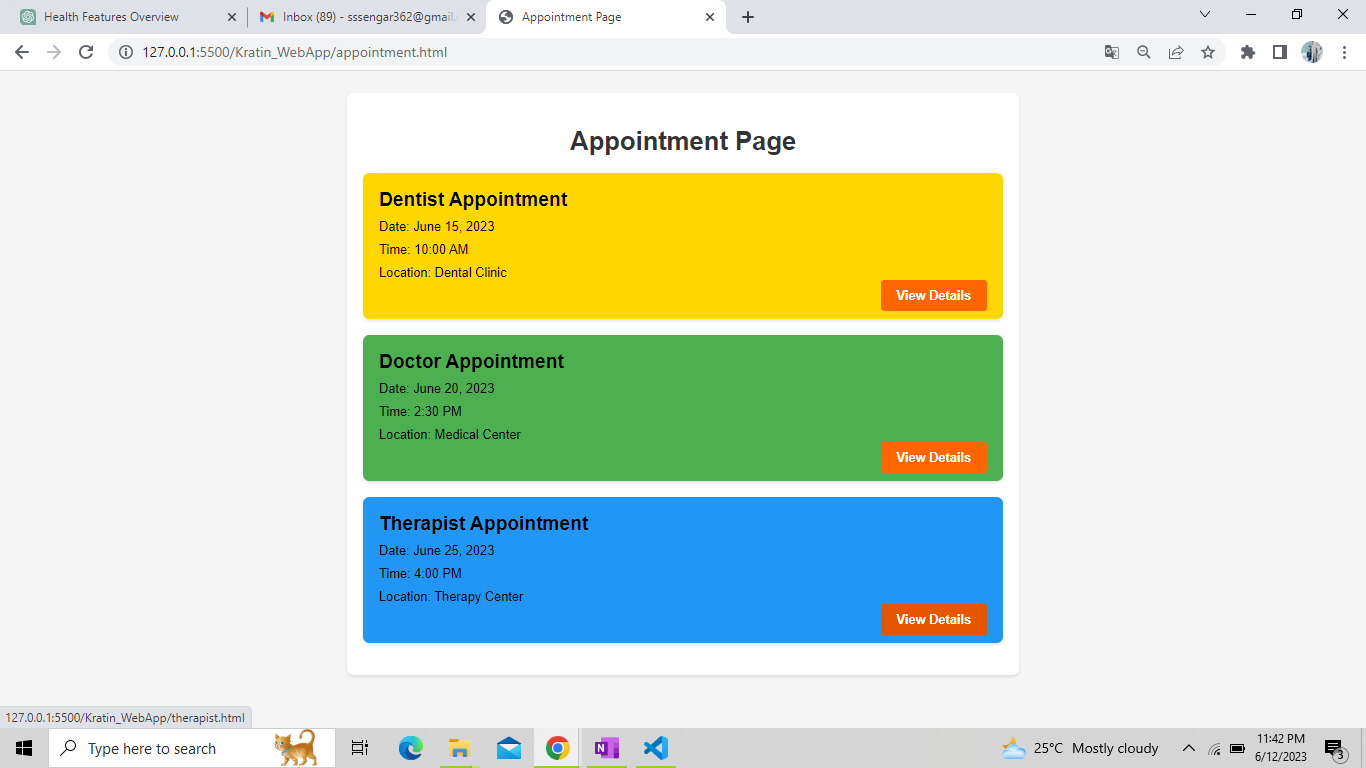 Health Features Overview
Inbox (89) - sssengar362@gmail.
Appointment Page
127.0.0.1:5500/Kratin_WebApp/appointment.html
Appointment Page
Dentist Appointment
Date: June 15, 2023
Time: 10:00 AM
Location: Dental Clinic
View Details
Doctor Appointment
Date: June 20, 2023
Time: 2:30 PM
Location: Medical Center
View Details
Therapist Appointment
Date: June 25, 2023
Time: 4:00 PM
Location: Therapy Center
View Details
127.0.0.1:5500/Kratin_WebApp/therapist.html
Type here to search
25°C Mostly cloudy
11:42 PM
6/12/2023
3